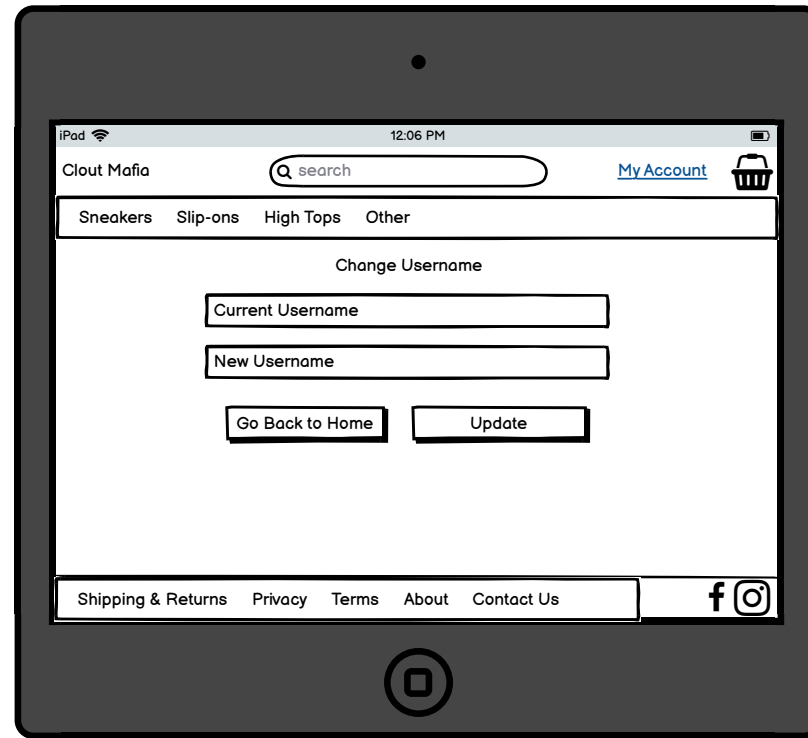 iPad 12:06 PM
Clout Mafia search My Account
Sneakers Slip-ons High Tops Other
Change Username
Current Username
New Username
Go Back to Home Update
Shipping & Returns Privacy Terms About Contact Us